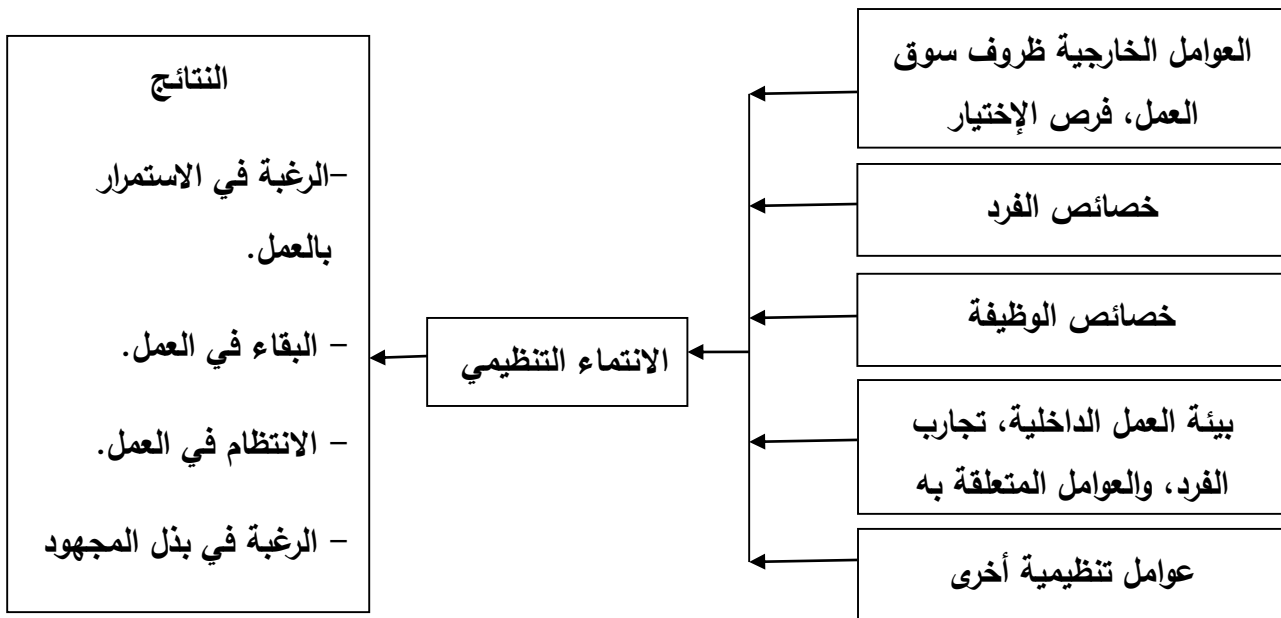 العوامل الخارجية ظروف سوق
العمل، فرص الإختيار
خصائص الفرد
خصائص الوظيفة
بيئة العمل الداخلية، تجارب
الفرد، والعوامل المتعلقة به
عوامل تنظيمية أخرى
الانتماء التنظيمي
النتائج
–الرغبة في الاستمرار
بالعمل.
– البقاء في العمل.
– الانتظام في العمل.
– الرغبة في بذل المجهود